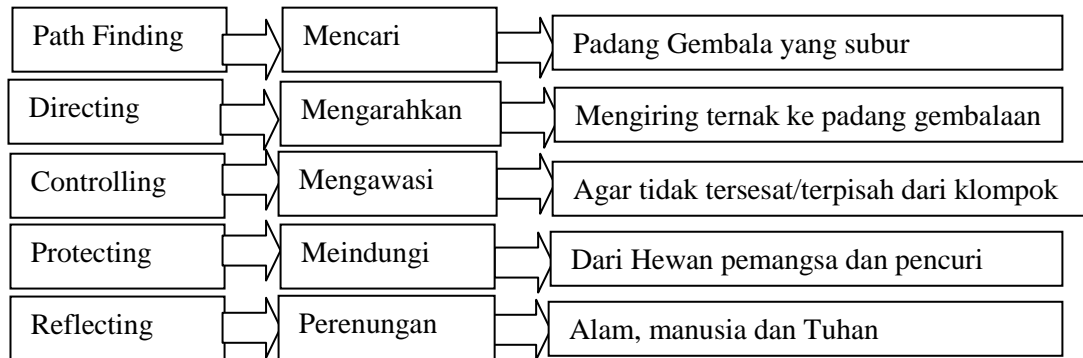 Path Finding Mencari Padang Gembala yang subur
Directing Mengarahkan Mengiring ternak ke padang gembalaan
Controlling Mengawasi Agar tidak tersesat/terpisah dari klompok
Protecting Meindungi Dari Hewan pemangsa dan pencuri
Reflecting Perenungan Alam, manusia dan Tuhan